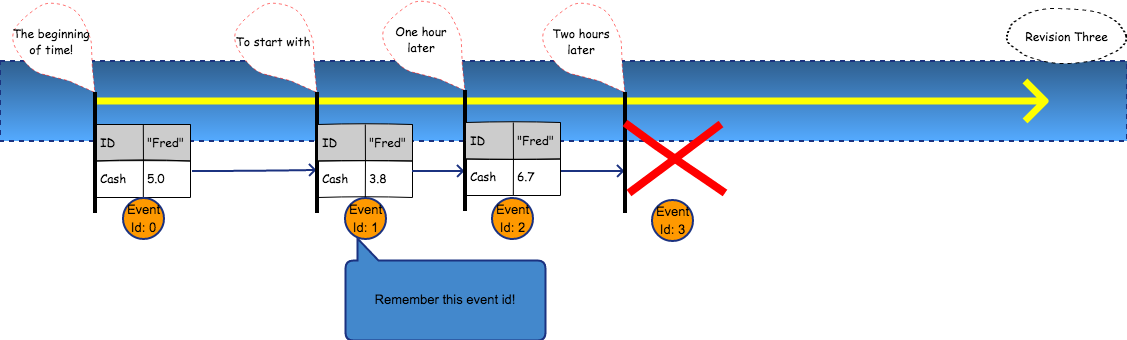 The beginning
of time!
To start with
One hour
later
Two hours
later
Revision Three
ID "Fred"
Cash 5.0
Event
Id: 0
ID "Fred"
Cash 3.8
Event
Id: 1
ID "Fred"
Cash 6.7
Event
Id: 2
Event
Id: 3
Remember this event id!